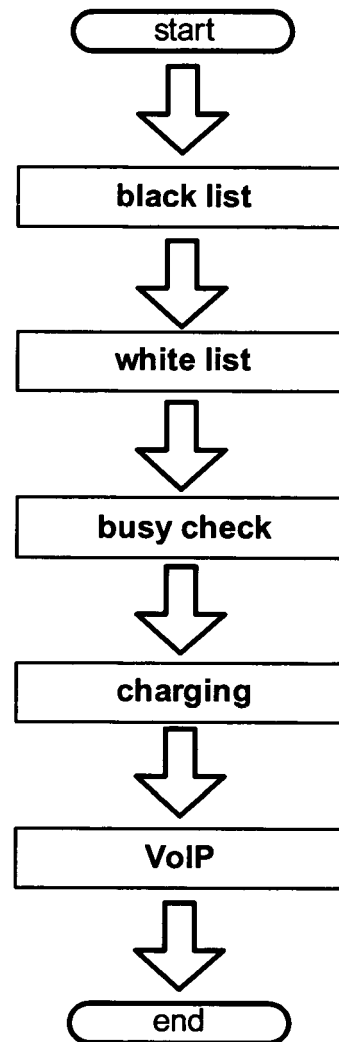 start
black list
white list
busy check
charging
VoIP
end